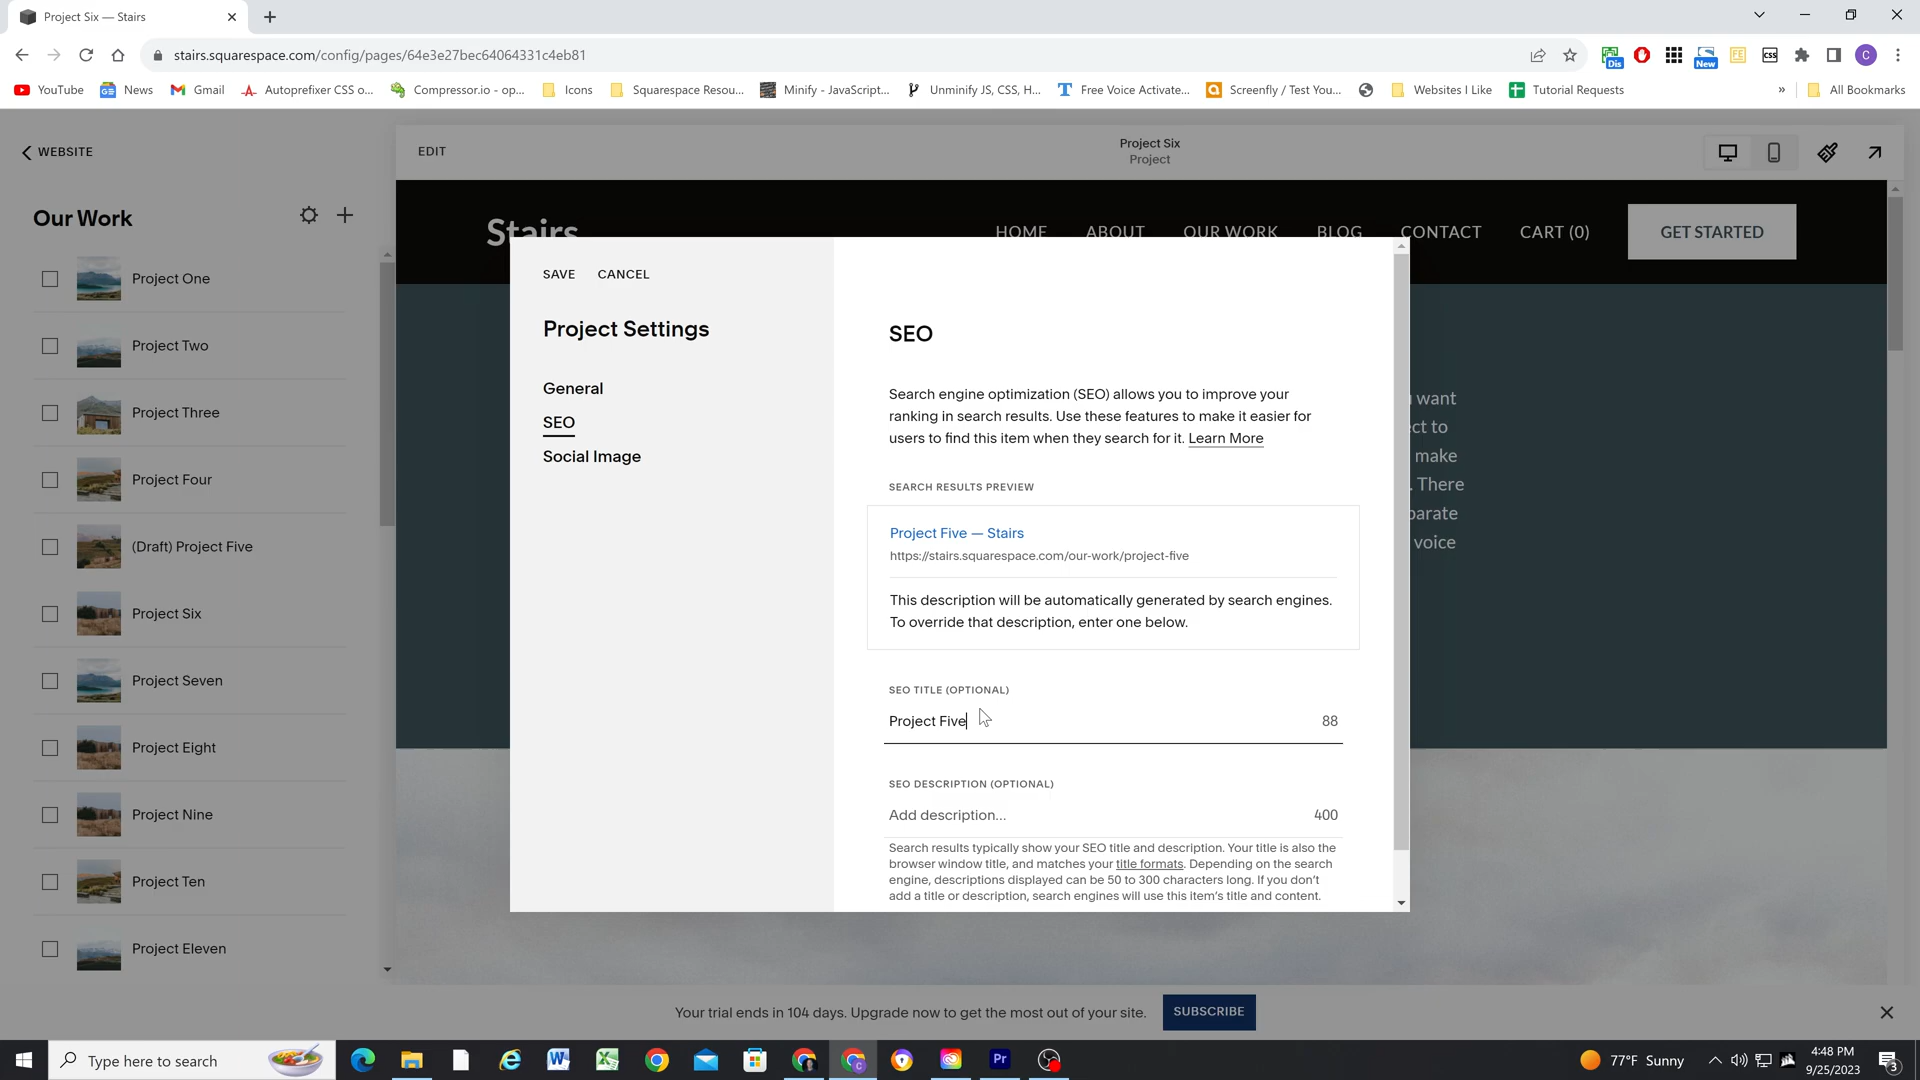 Project Six — Stairs
stairs.squarespace.com/config/pages/64e3e27bec64064331c4eb81
Dis
New
CSS
C
YouTube
News
Gmail
Autoprefixer CSS o...
Compressor.io - op...
Icons
Squarespace Resou...
Minify - JavaScript...
Unminify JS, CSS, H...
Free Voice Activate...
Screenfly / Test You...
Websites I Like
Tutorial Requests
»
All Bookmarks
WEBSITE
EDIT
Project Six
Project
Our Work
Project One
Project Two
Project Three
Project Four
(Draft) Project Five
Project Six
Project Seven
Project Eight
Project Nine
Project Ten
Project Eleven
Stairs
HOME
ABOUT
OUR WORK
BLOG
CONTACT
CART (0)
GET STARTED
want
ct to
make
. There
parate
voice
SAVE
CANCEL
Project Settings
General
SEO
Social Image
SEO
Search engine optimization (SEO) allows you to improve your
ranking in search results. Use these features to make it easier for
users to find this item when they search for it. Learn More
SEARCH RESULTS PREVIEW
Project Five — Stairs
https://stairs.squarespace.com/our-work/project-five
This description will be automatically generated by search engines.
To override that description, enter one below.
SEO TITLE (OPTIONAL)
Project Five
88
SEO DESCRIPTION (OPTIONAL)
Add description...
400
Search results typically show your SEO title and description. Your title is also the
browser window title, and matches your title formats. Depending on the search
engine, descriptions displayed can be 50 to 300 characters long. If you don't
add a title or description, search engines will use this item's title and content.
Your trial ends in 104 days. Upgrade now to get the most out of your site.
SUBSCRIBE
Type here to search
Pr
77°F Sunny
4:48 PM
9/25/2023
3